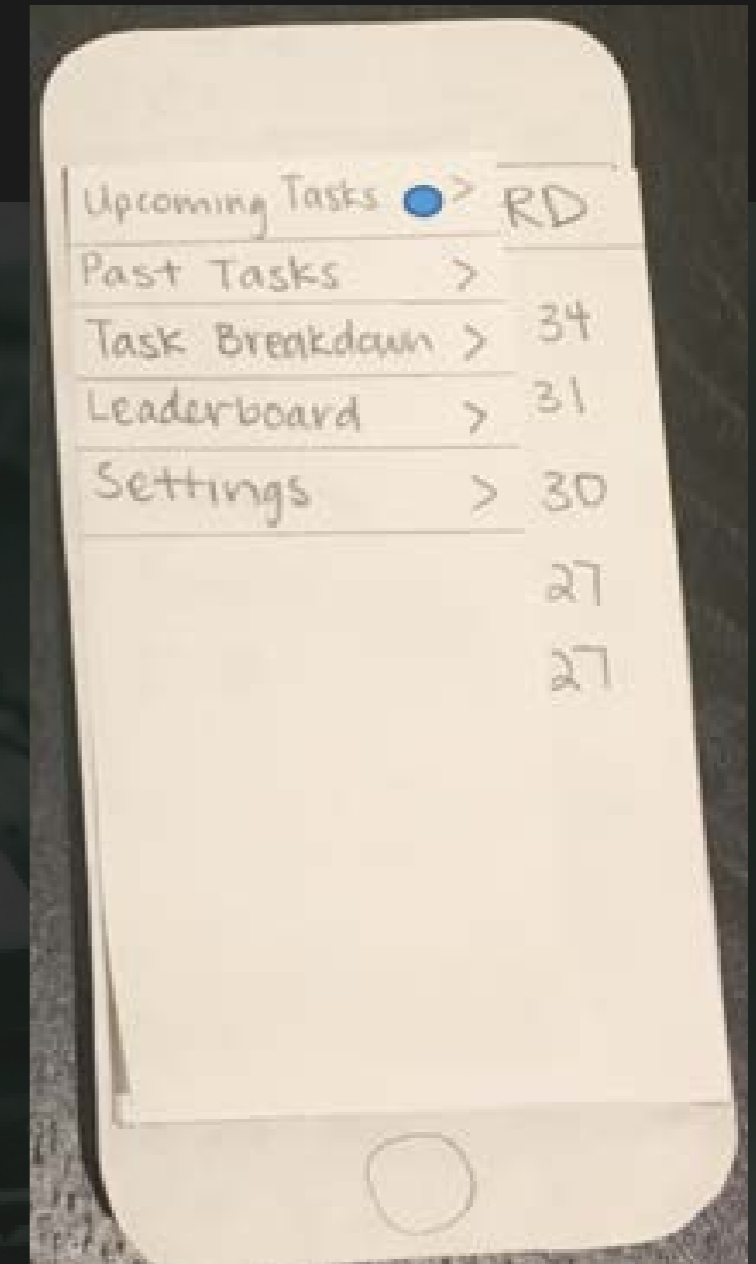 Upcoming Tasks > RD
Past Tasks >
Task Breakdown > 34
Leaderboard > 31
Settings > 30
27
27